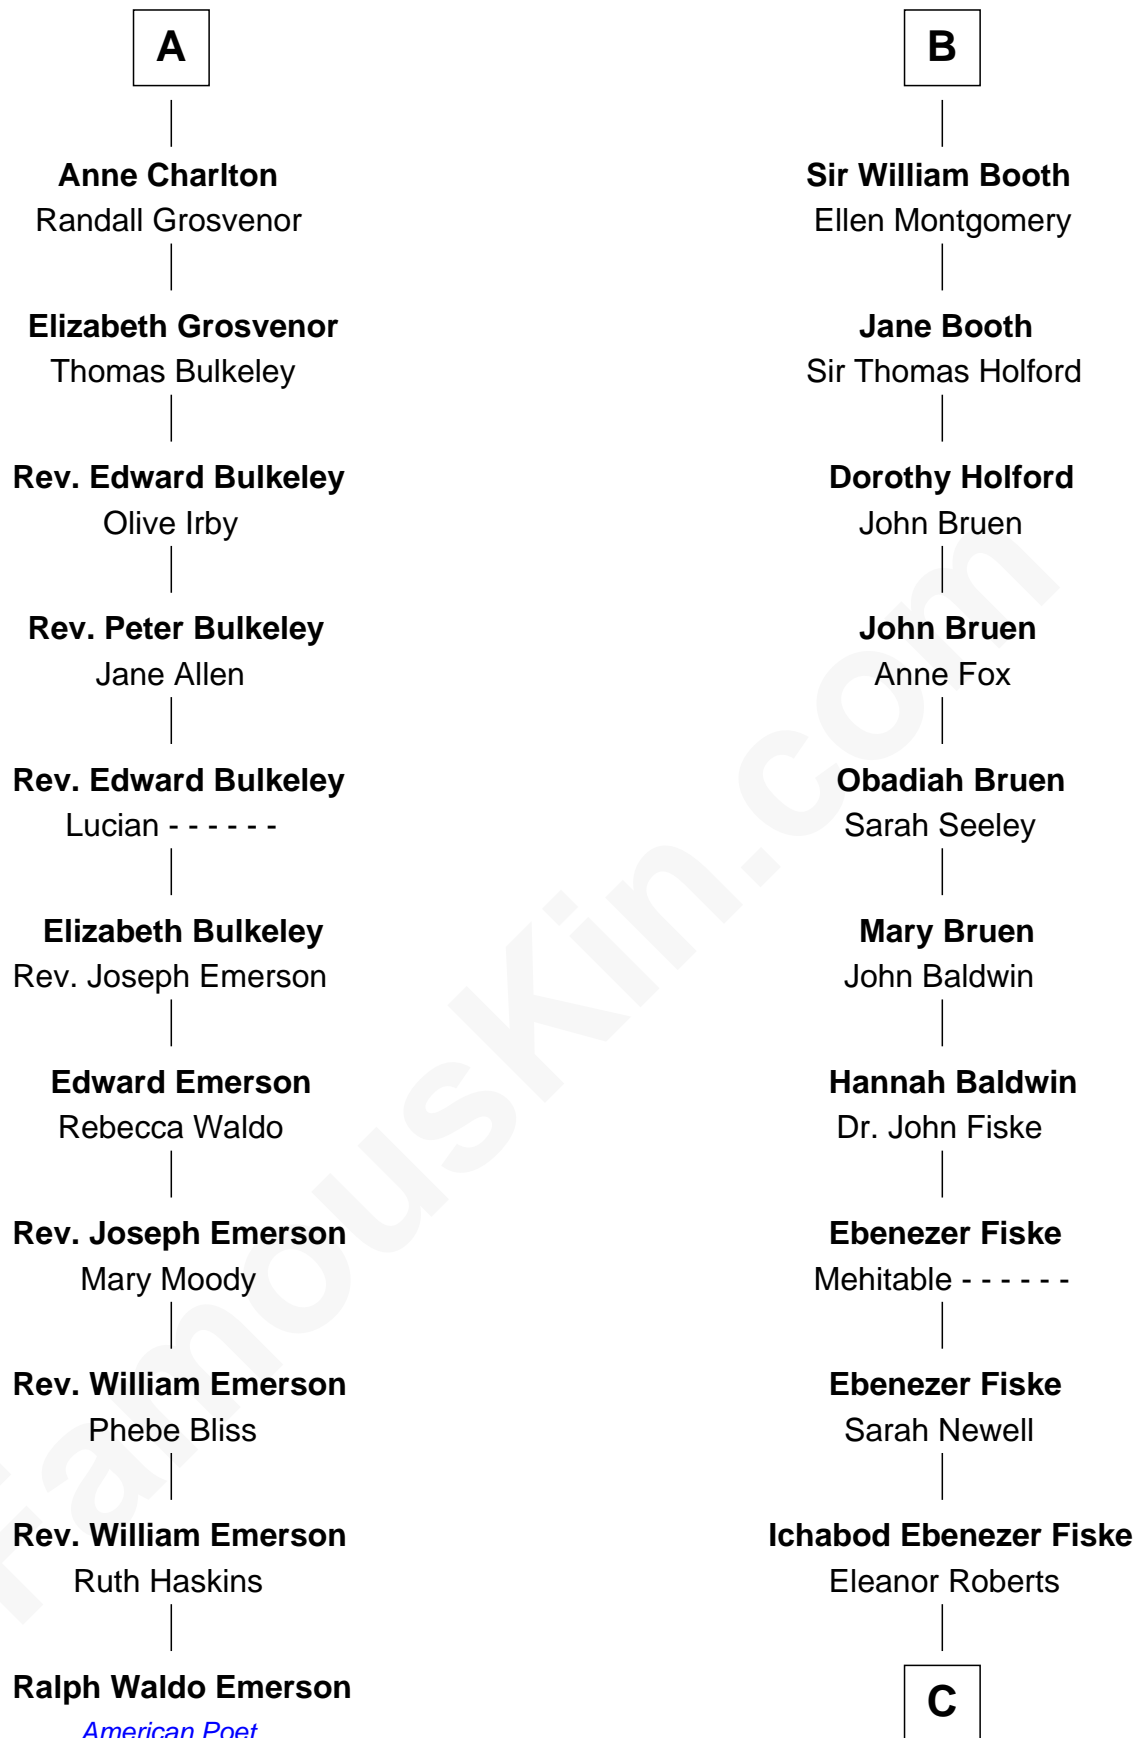 A
Anne Charlton
Randall Grosvenor
Elizabeth Grosvenor
Thomas Bulkeley
Rev. Edward Bulkeley
Olive Irby
Rev. Peter Bulkeley
Jane Allen
Rev. Edward Bulkeley
Lucian - - - - - -
Elizabeth Bulkeley
Rev. Joseph Emerson
Edward Emerson
Rebecca Waldo
Rev. Joseph Emerson
Mary Moody
Rev. William Emerson
Phebe Bliss
Rev. William Emerson
Ruth Haskins
Ralph Waldo Emerson
American Poet
B
Sir William Booth
Ellen Montgomery
Jane Booth
Sir Thomas Holford
Dorothy Holford
John Bruen
John Bruen
Anne Fox
Obadiah Bruen
Sarah Seeley
Mary Bruen
John Baldwin
Hannah Baldwin
Dr. John Fiske
Ebenezer Fiske
Mehitable - - - - - -
Ebenezer Fiske
Sarah Newell
Ichabod Ebenezer Fiske
Eleanor Roberts
C
FamousKin.com